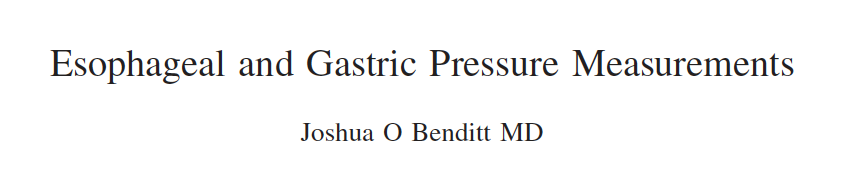 Esophageal and Gastric Pressure Measurements
Joshua O Benditt MD